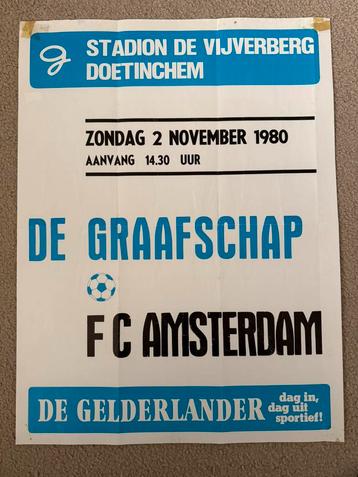 STADION DE VIJVERBERG
DOETINCHEM
ZONDAG 2 NOVEMBER 1980
AANVANG 14.30 UUR
DE GRAAFSCHAP
FC AMSTERDAM
DE GELDERLANDER
dag in,
dag uit
sportief!